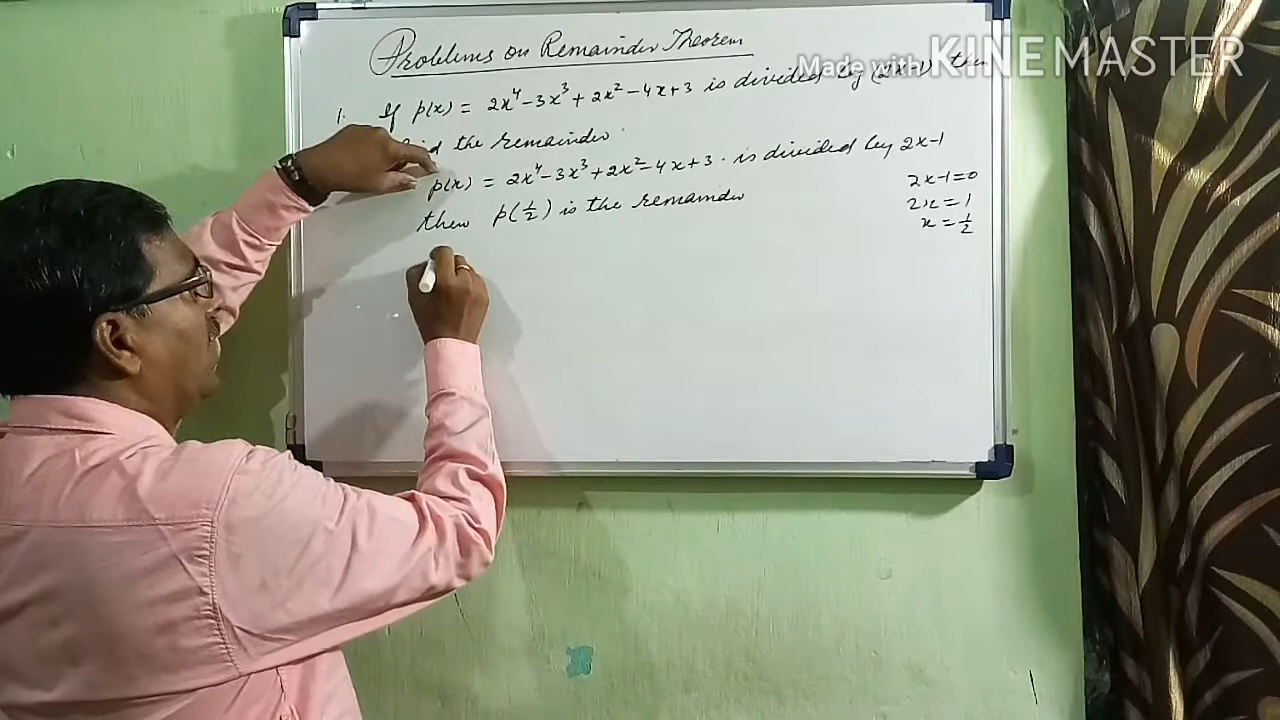 Problems on Remainder Theorem
Made with KINEMASTER
1. If p(x) = 2x⁴-3x³+2x²-4x+3 is divided by (2x-1) then
the remainder.
p(x) = 2x⁴-3x³+2x²-4x+3. is divided by 2x-1
then p(1/2) is the remainder
2x-1=0
2x=1
x=1/2